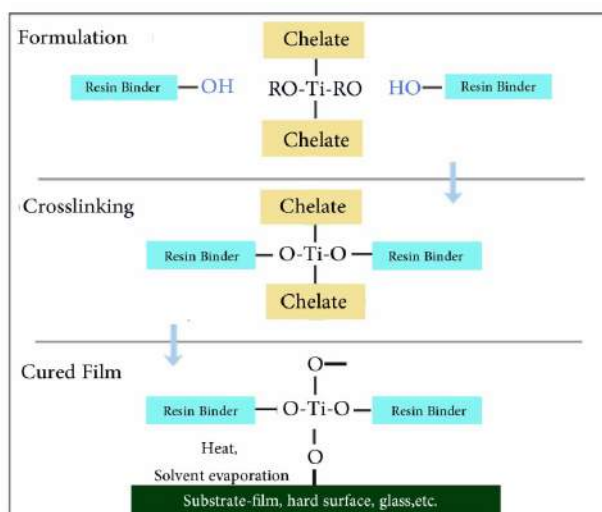 Formulation
Chelate
Resin Binder
OH
RO-Ti-RO
HO
Resin Binder
Chelate
Crosslinking
Chelate
Resin Binder
O-Ti-O
Resin Binder
Chelate
Cured Film
O
Resin Binder
O-Ti-O
Resin Binder
Heat,
O
Solvent evaporation
Substrate-film, hard surface, glass,etc.